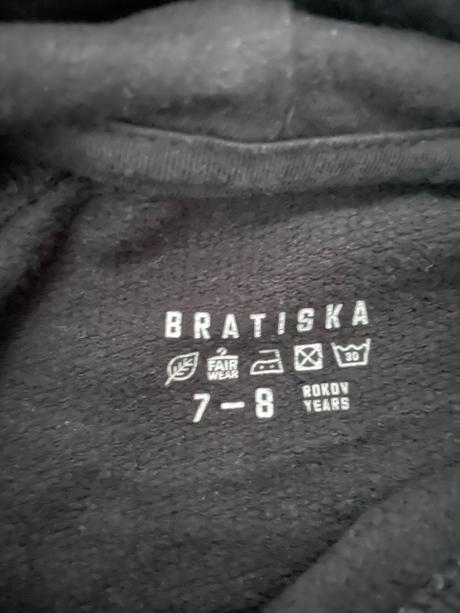 BRATISKA
FAIR
WEAR
30
7-8
ROKOV
YEARS